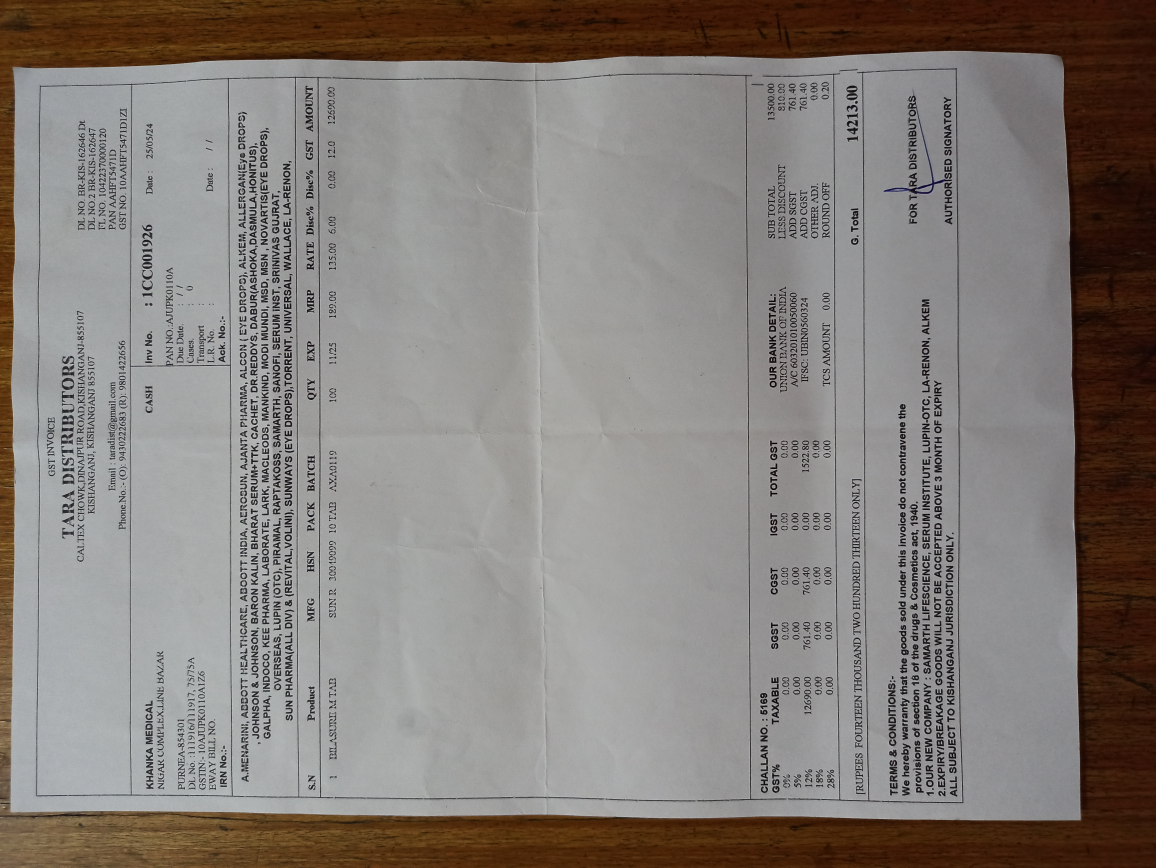 GST INVOICE
TARA DISTRIBUTORS
CALTEX CHOWK,DINAJPUR ROAD,KISHANGANJ-855107
KISHANGANJ, KISHANGANJ 855107
Email : taradist@gmail.com
Phone.No.:- (O): 9430222683 (R): 9801422656
DL NO. BR-KIS-162646 Dt
DL NO.2 BR-KIS-162647
FL NO. 10422370000120
PAN AAHFT5471D
GST NO. 10AAHFT5471D1ZI
KHANKA MEDICAL CASH
NIGAR COMPLEX,LINE BAZAR
PURNEA-854301
DL No. :111916/111917, 75/75A
GSTIN:- 10AJUPK0110A1Z6
EWAY BILL NO.
IRN No.:-
Inv No. : 1CC001926 Date : 25/05/24
PAN NO. AJUPK0110A
Due Date. : / /
Cases. : 0
Transport :
L.R. No. : Date : / /
Ack. No.:-
A.MENARINI, ABBOTT HEALTHCARE, ABOOTT INDIA, AEROSUN, AJANTA PHARMA, ALCON ( EYE DROPS), ALKEM, ALLERGAN(Eye DROPS)
' JOHNSON & JOHNSON, BARON KALIN, BHARAT SERUM+TTK, CACHET, DR.REDDYS, DABUR(ASHOKA,DASMULA,HONITUS),
GALPHA, INDOCO, KEE PHARMA, LABORATE, LARK, MACLEODS, MANKIND, MODI MUNDI, MSD, MSN , NOVARTIS(EYE DROPS),
OVERSEAS, LUPIN (OTC), PIRAMAL, RAPTAKOSS, SAMARTH, SANOFI, SERUM INST, SRINIVAS GUJRAT,
SUN PHARMA(ALL DIV) & (REVITAL,VOLINI), SUNWAYS (EYE DROPS),TORRENT, UNIVERSAL, WALLACE, LA-RENON,
S.N Product MFG HSN PACK BATCH QTY EXP MRP RATE Disc% Disc% GST AMOUNT
1 BILASURE M TAB SUN R 30049099 10 TAB AXA0119 100 11/25 189.00 135.00 6.00 0.00 12.0 12690.00
CHALLAN NO. : 5169
GST% TAXABLE SGST CGST IGST TOTAL GST
0% 0.00 0.00 0.00 0.00 0.00
5% 0.00 0.00 0.00 0.00 0.00
12% 12690.00 761.40 761.40 0.00 1522.80
18% 0.00 0.00 0.00 0.00 0.00
28% 0.00 0.00 0.00 0.00 0.00
OUR BANK DETAIL:
UNION BANK OF INDIA
A/C 603201010050060
IFSC: UBIN0560324
TCS AMOUNT 0.00
SUB TOTAL 13500.00
LESS DISCOUNT 810.00
ADD SGST 761.40
ADD CGST 761.40
OTHER ADJ. 0.00
ROUND OFF 0.20
[RUPEES FOURTEEN THOUSAND TWO HUNDRED THIRTEEN ONLY]
G. Total 14213.00
TERMS & CONDITIONS:-
We hereby warranty that the goods sold under this invoice do not contravene the
provisions of section 18 of the drugs & Cosmetics act, 1940.
1.OUR NEW COMPANY : SAMARTH LIFESCIENCE, SERUM INSTITUTE, LUPIN-OTC, LA-RENON, ALKEM
2.EXPIRY/BREAKAGE GOODS WILL NOT BE ACCEPTED ABOVE 3 MONTH OF EXPIRY
ALL SUBJECT TO KISHANGANJ JURISDICTION ONLY.
FOR TARA DISTRIBUTORS
AUTHORISED SIGNATORY